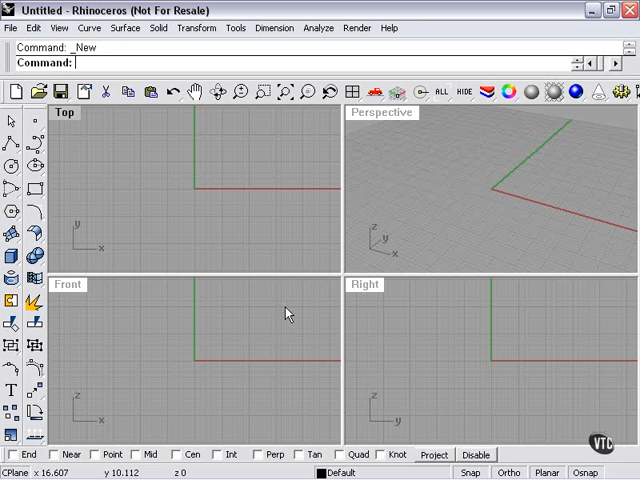 Untitled - Rhinoceros (Not For Resale)
File Edit View Curve Surface Solid Transform Tools Dimension Analyze Render Help
Command: _New
Command:
ALL HIDE
Top
Perspective
y
x
z
y
x
Front
Right
z
x
z
y
T
VTC
End Near Point Mid Cen Int Perp Tan Quad Knot Project Disable
CPlane x 16.607 y 10.112 z 0 Default Snap Ortho Planar Osnap